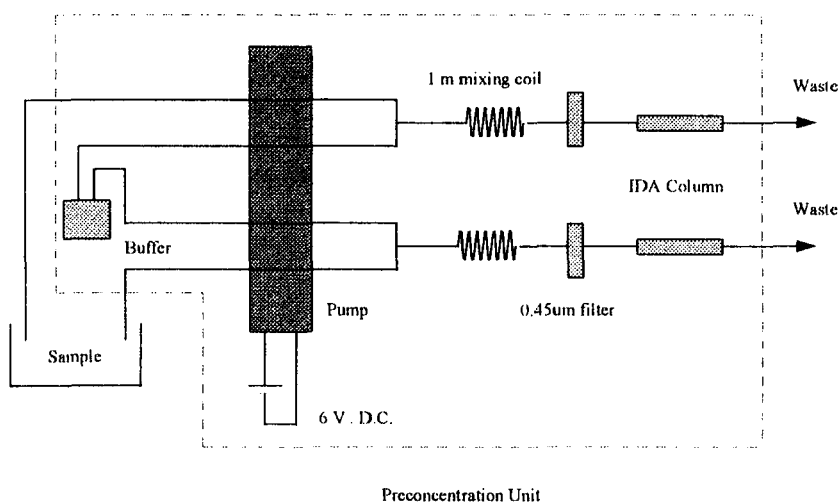 1 m mixing coil
Waste
IDA Column
Waste
Buffer
Pump
0.45um filter
Sample
6 V . D.C.
Preconcentration Unit